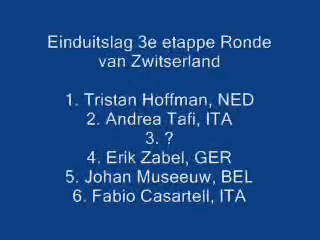 Einduitslag 3e etappe Ronde
van Zwitserland
1. Tristan Hoffman, NED
2. Andrea Tafi, ITA
3. ?
4. Erik Zabel, GER
5. Johan Museeuw, BEL
6. Fabio Casartell, ITA